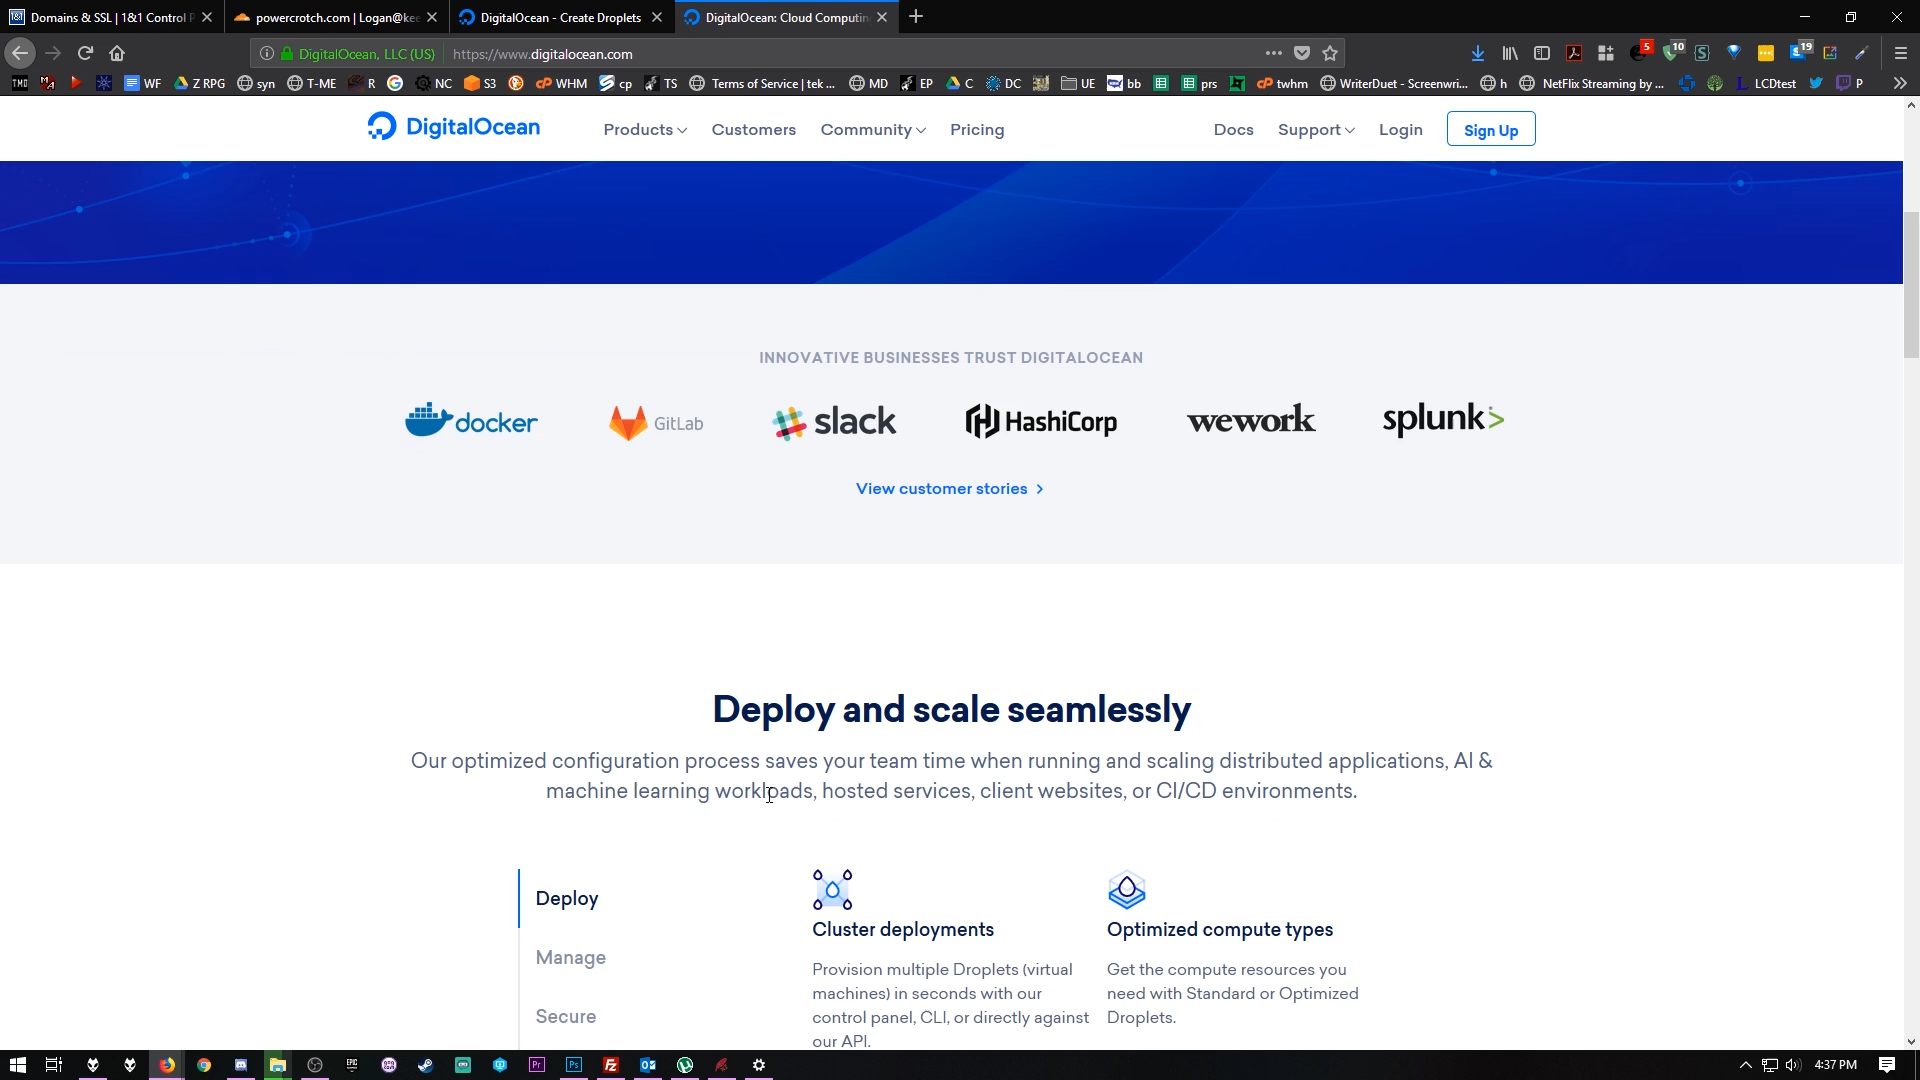 Domains & SSL | 1&1 Control P
powercrotch.com | Logan@kee
DigitalOcean - Create Droplets
DigitalOcean: Cloud Computin
DigitalOcean, LLC (US)
https://www.digitalocean.com
5
10
19
WF
Z RPG
syn
T-ME
R
NC
S3
WHM
cp
TS
Terms of Service | tek ...
MD
EP
C
DC
UE
bb
prs
twhm
WriterDuet - Screenwri...
h
NetFlix Streaming by ...
LCDtest
P
DigitalOcean
Products
Customers
Community
Pricing
Docs
Support
Login
Sign Up
INNOVATIVE BUSINESSES TRUST DIGITALOCEAN
docker
GitLab
slack
HashiCorp
wework
splunk>
View customer stories >
Deploy and scale seamlessly
Our optimized configuration process saves your team time when running and scaling distributed applications, AI &
machine learning workloads, hosted services, client websites, or CI/CD environments.
Deploy
Manage
Secure
Cluster deployments
Provision multiple Droplets (virtual
machines) in seconds with our
control panel, CLI, or directly against
our API.
Optimized compute types
Get the compute resources you
need with Standard or Optimized
Droplets.
4:37 PM